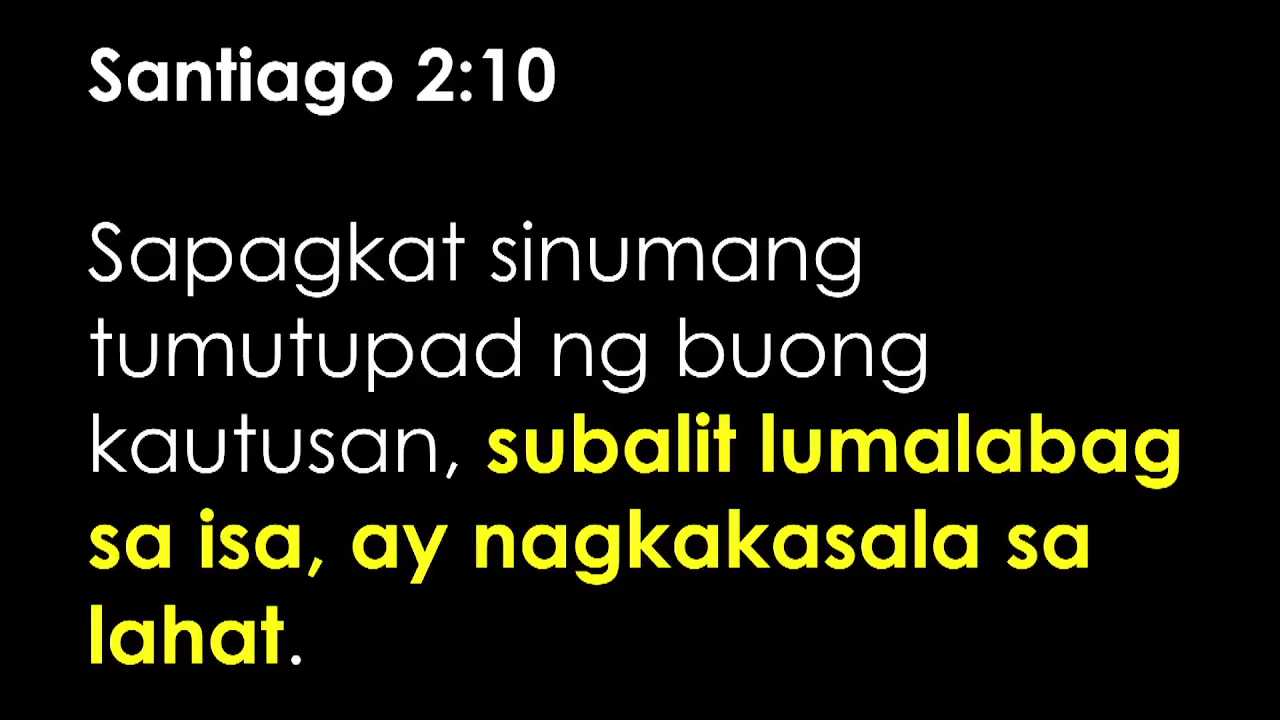 Santiago 2:10
Sapagkat sinumang
tumutupad ng buong
kautusan, subalit lumalabag
sa isa, ay nagkakasala sa
lahat.